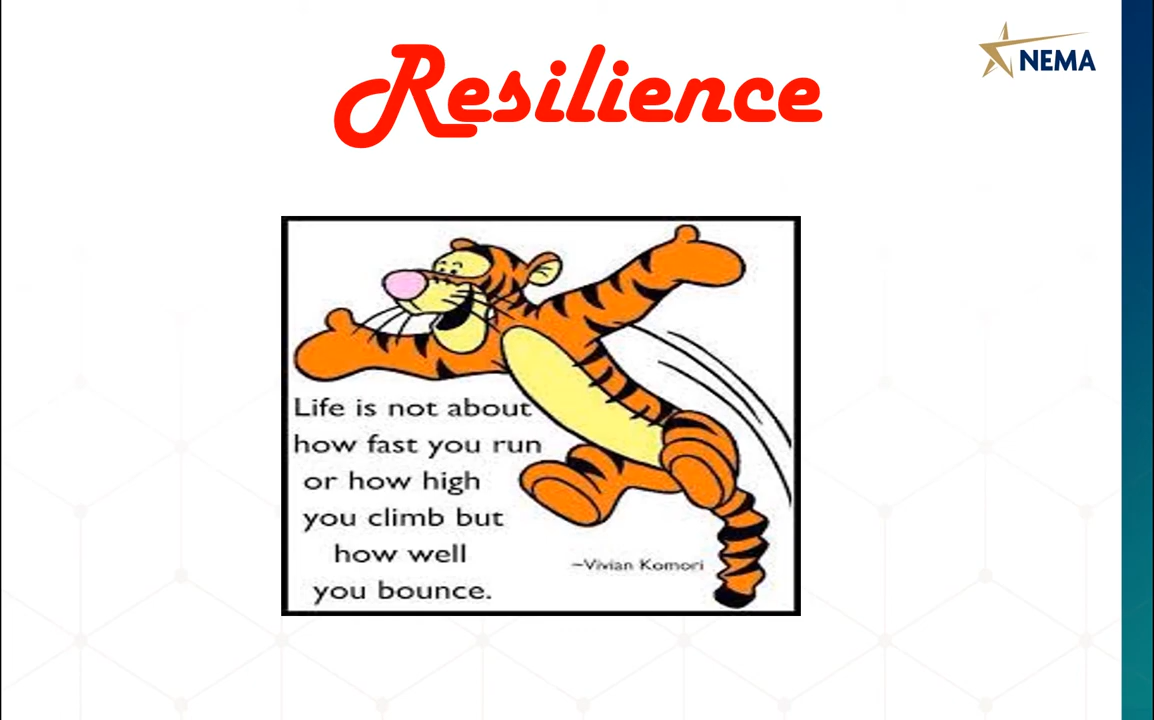 Resilience
NEMA
Life is not about
how fast you run
or how high
you climb but
how well
you bounce.
~Vivian Komori